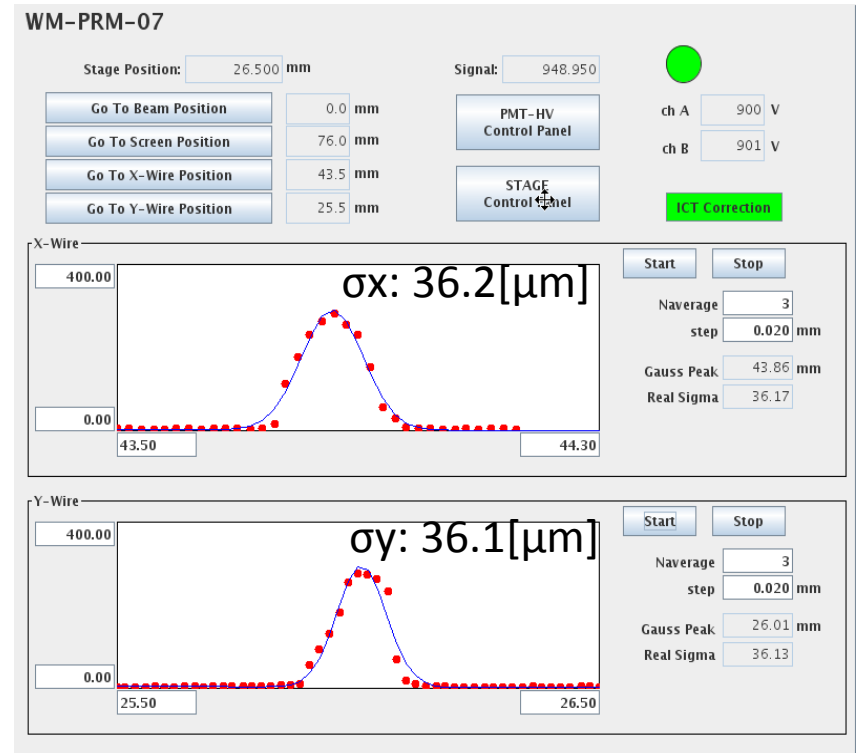 WM-PRM-07
Stage Position: 26.500 mm Signal: 948.950
Go To Beam Position 0.0 mm PMT-HV Control Panel ch A 900 V
Go To Screen Position 76.0 mm ch B 901 V
Go To X-Wire Position 43.5 mm STAGE
Go To Y-Wire Position 25.5 mm Control Panel ICT Correction
X-Wire
400.00
σx: 36.2[μm]
0.00
43.50 44.30
Start Stop
Naverage 3
step 0.020 mm
Gauss Peak 43.86 mm
Real Sigma 36.17
Y-Wire
400.00
σy: 36.1[μm]
0.00
25.50 26.50
Start Stop
Naverage 3
step 0.020 mm
Gauss Peak 26.01 mm
Real Sigma 36.13